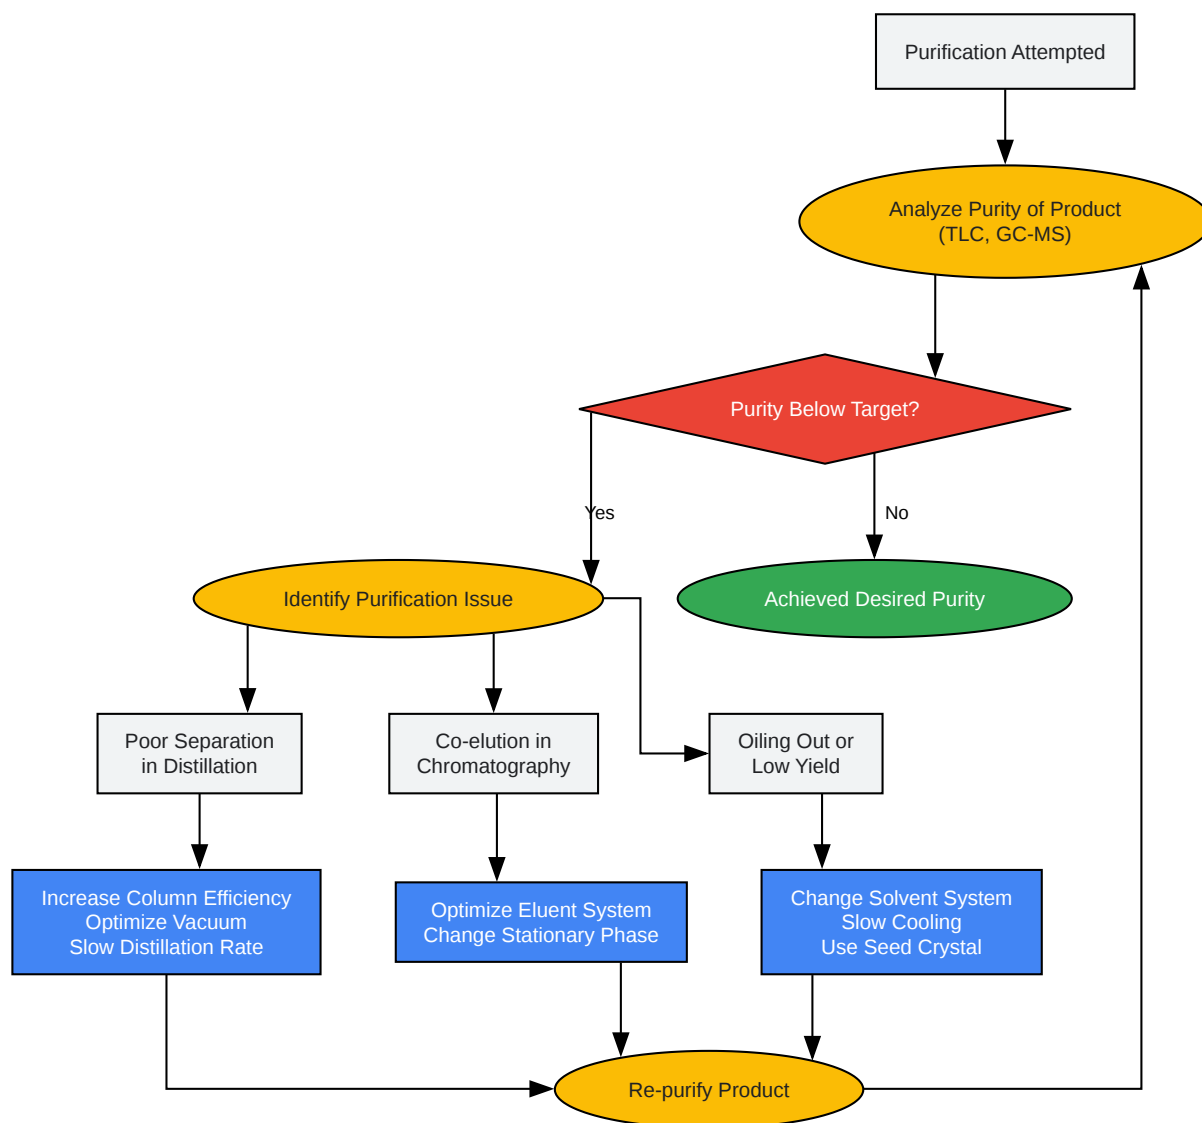 Purification Attempted
Analyze Purity of Product
(TLC, GC-MS)
Purity Below Target?
Yes
No
Identify Purification Issue
Achieved Desired Purity
Poor Separation
in Distillation
Co-elution in
Chromatography
Oiling Out or
Low Yield
Increase Column Efficiency
Optimize Vacuum
Slow Distillation Rate
Optimize Eluent System
Change Stationary Phase
Change Solvent System
Slow Cooling
Use Seed Crystal
Re-purify Product